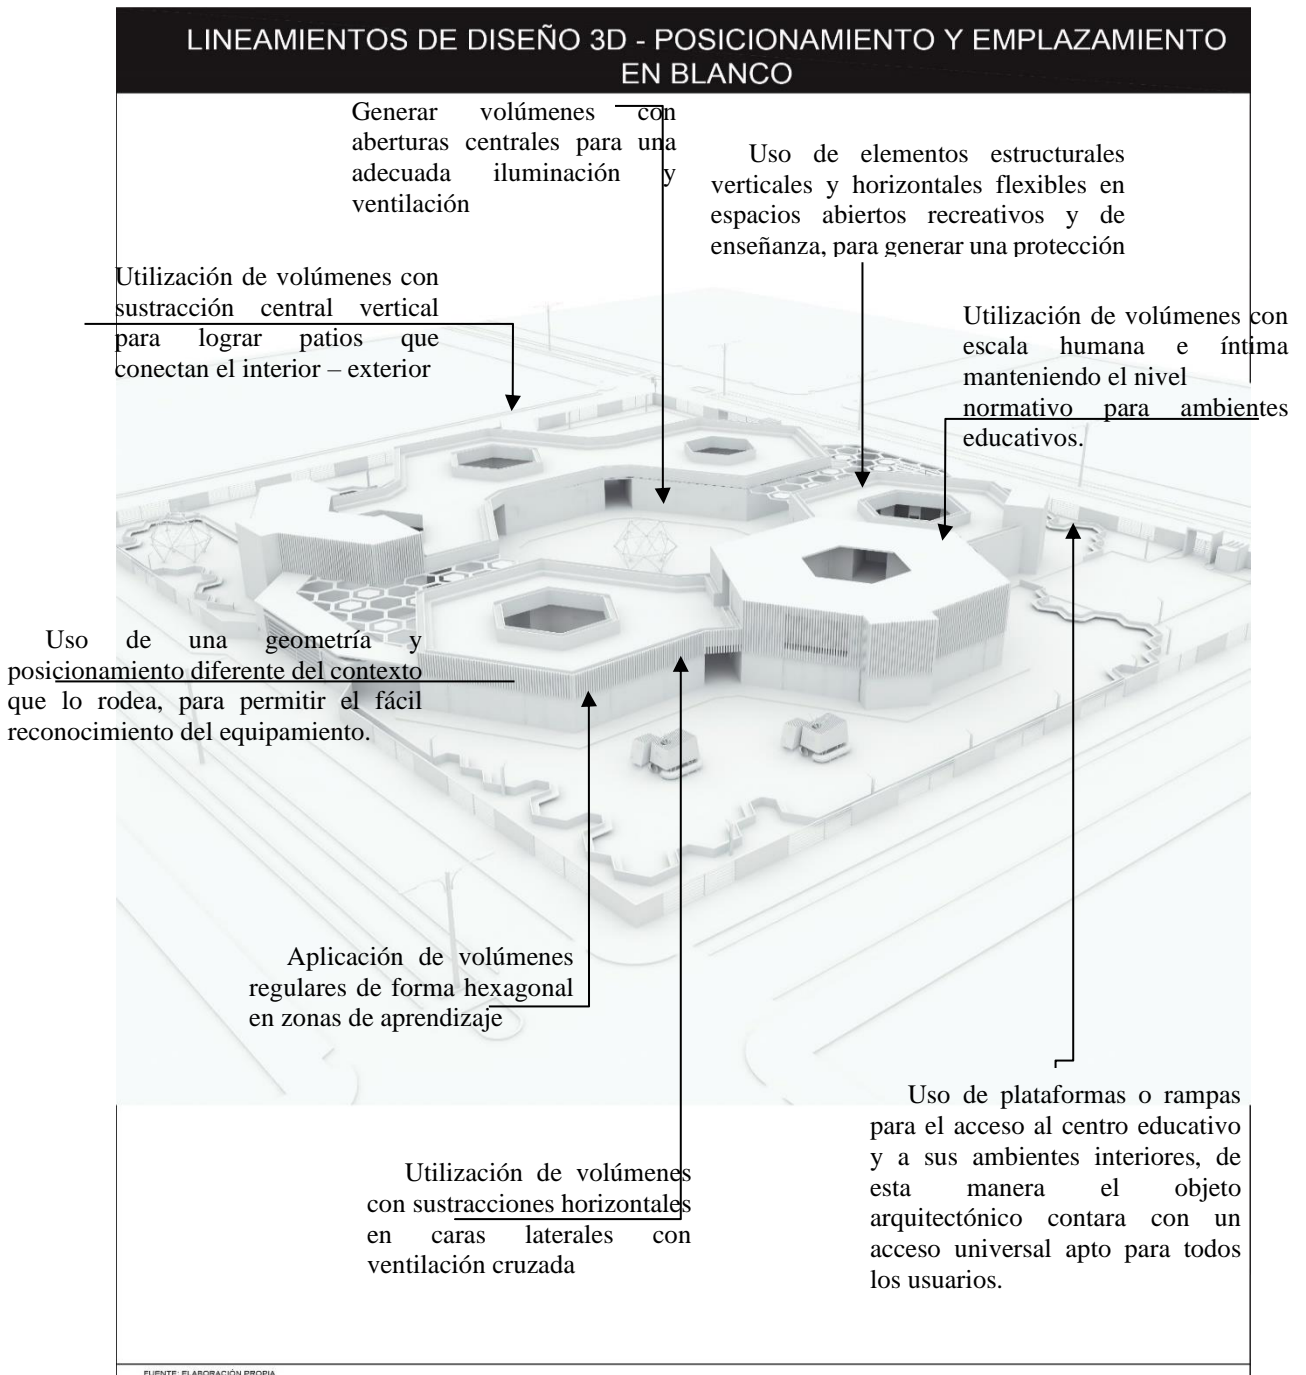 LINEAMIENTOS DE DISEÑO 3D - POSICIONAMIENTO Y EMPLAZAMIENTO
EN BLANCO
Generar volúmenes con
aberturas centrales para una
adecuada iluminación y
ventilación
Uso de elementos estructurales
verticales y horizontales flexibles en
espacios abiertos recreativos y de
enseñanza, para generar una protección
Utilización de volúmenes con
sustracción central vertical
para lograr patios que
conectan el interior – exterior
Utilización de volúmenes con
escala humana e íntima
manteniendo el nivel
normativo para ambientes
educativos.
Uso de una geometría y
posicionamiento diferente del contexto
que lo rodea, para permitir el fácil
reconocimiento del equipamiento.
Aplicación de volúmenes
regulares de forma hexagonal
en zonas de aprendizaje
Uso de plataformas o rampas
para el acceso al centro educativo
y a sus ambientes interiores, de
esta manera el objeto
arquitectónico contara con un
acceso universal apto para todos
los usuarios.
Utilización de volúmenes
con sustracciones horizontales
en caras laterales con
ventilación cruzada
FUENTE: ELABORACIÓN PROPIA